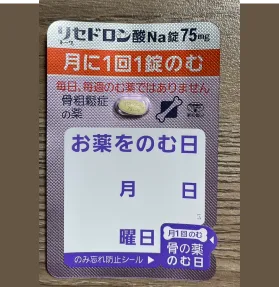 リセドロン酸Na錠75mg
月に1回1錠のむ
毎日、毎週のむ薬ではありません
骨粗鬆症
の薬
お薬をのむ日
月 日
曜日
月1回のむ
骨の薬
のむ日
のみ忘れ防止シール